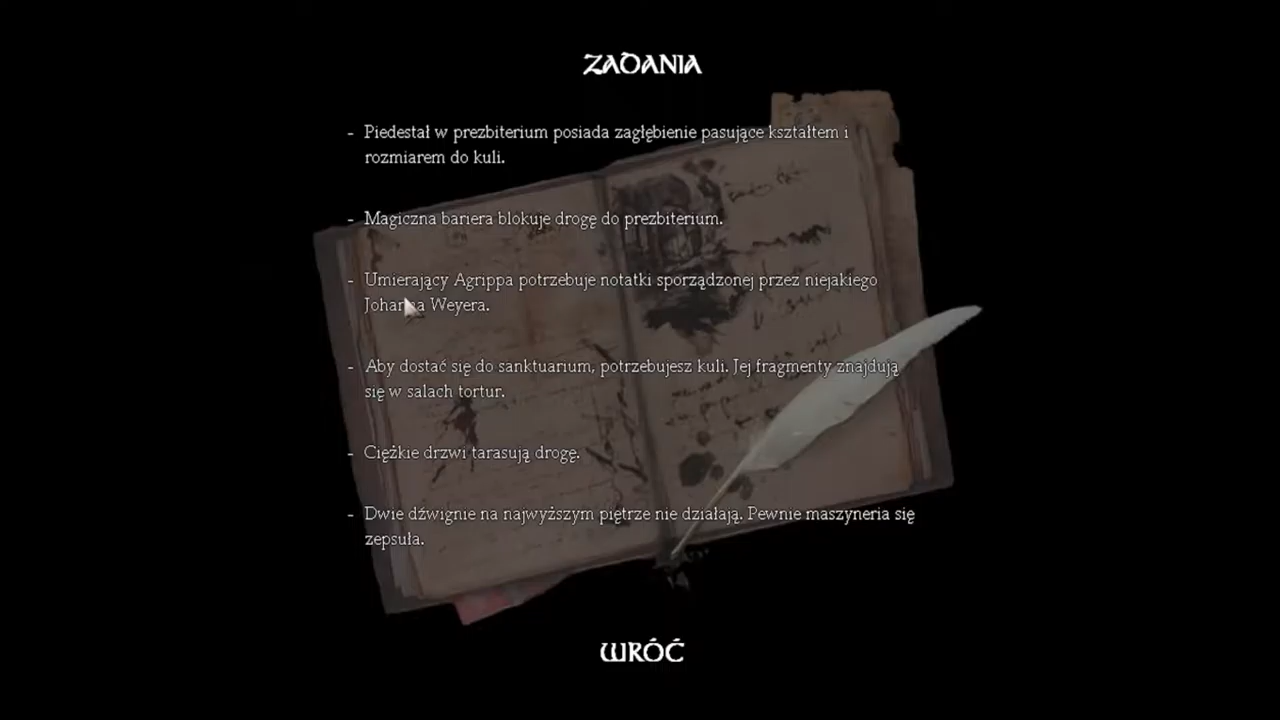 ZADANIA
- Piedestał w prezbiterium posiada zagłębienie pasujące kształtem i
rozmiarem do kuli.
- Magiczna bariera blokuje drogę do prezbiterium.
- Umierający Agrippa potrzebuje notatki sporządzonej przez niejakiego
Johanna Weyera.
- Aby dostać się do sanktuarium, potrzebujesz kuli. Jej fragmenty znajdują
się w salach tortur.
- Ciężkie drzwi tarasują drogę.
- Dwie dźwignie na najwyższym piętrze nie działają. Pewnie maszyneria się
zepsuła.
WRÓĆ